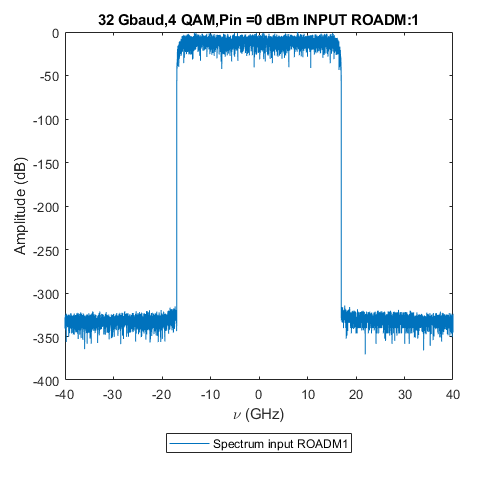 32 Gbaud,4 QAM,Pin =0 dBm INPUT ROADM:1
0
-50
-100
-150
-200
-250
-300
-350
-400
Amplitude (dB)
-40 -30 -20 -10 0 10 20 30 40
ν (GHz)
Spectrum input ROADM1